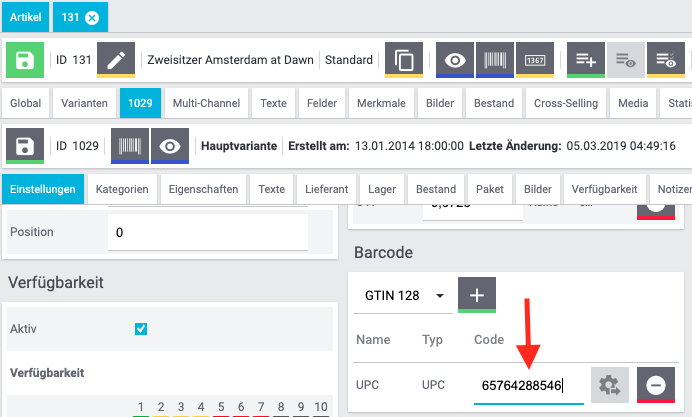 Artikel 131
ID 131 Zweisitzer Amsterdam at Dawn Standard 1367
Global Varianten 1029 Multi-Channel Texte Felder Merkmale Bilder Bestand Cross-Selling Media Statis
ID 1029 Hauptvariante Erstellt am: 13.01.2014 18:00:00 Letzte Änderung: 05.03.2019 04:49:16
Einstellungen Kategorien Eigenschaften Texte Lieferant Lager Bestand Paket Bilder Verfügbarkeit Notizen
Position 0
Verfügbarkeit
Aktiv
Verfügbarkeit
1 2 3 4 5 6 7 8 9 10
Barcode
GTIN 128
Name Typ Code
UPC UPC 65764288546